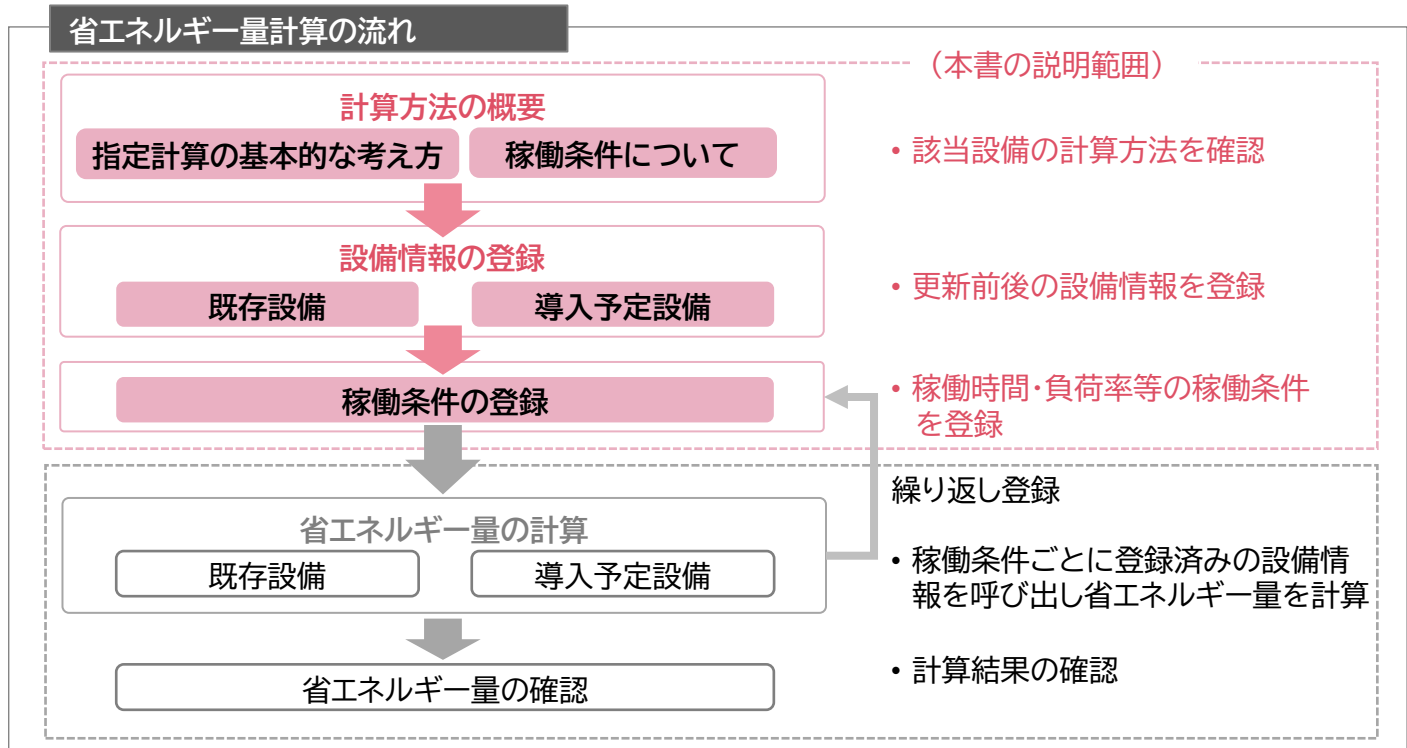 省エネルギー量計算の流れ
（本書の説明範囲）
計算方法の概要
指定計算の基本的な考え方
稼働条件について
• 該当設備の計算方法を確認
設備情報の登録
既存設備
導入予定設備
• 更新前後の設備情報を登録
稼働条件の登録
• 稼働時間・負荷率等の稼働条件
を登録
繰り返し登録
省エネルギー量の計算
既存設備
導入予定設備
• 稼働条件ごとに登録済みの設備情
報を呼び出し省エネルギー量を計算
省エネルギー量の確認
• 計算結果の確認